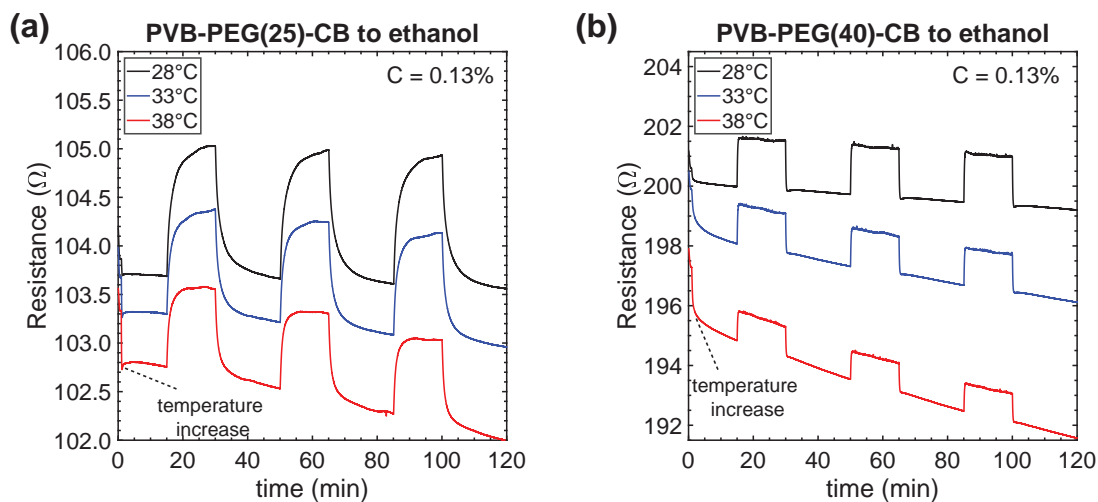 (a)
PVB-PEG(25)-CB to ethanol
C = 0.13%
28°C
33°C
38°C
106.0
105.5
105.0
104.5
104.0
103.5
103.0
102.5
102.0
Resistance (Ω)
temperature
increase
0 20 40 60 80 100 120
time (min)
(b)
PVB-PEG(40)-CB to ethanol
C = 0.13%
28°C
33°C
38°C
204
202
200
198
196
194
192
Resistance (Ω)
temperature
increase
0 20 40 60 80 100 120
time (min)